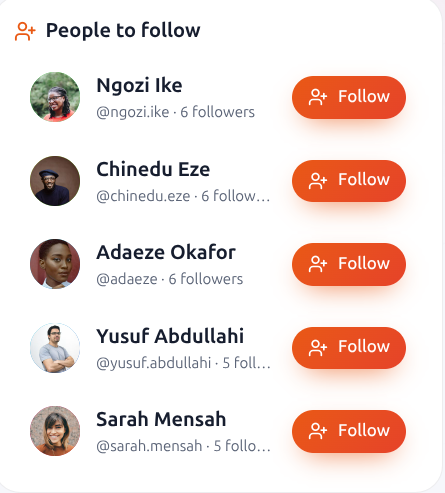 People to follow
Ngozi Ike
@ngozi.ike · 6 followers
Follow
Chinedu Eze
@chinedu.eze · 6 follow...
Follow
Adaeze Okafor
@adaeze · 6 followers
Follow
Yusuf Abdullahi
@yusuf.abdullahi · 5 foll...
Follow
Sarah Mensah
@sarah.mensah · 5 follo...
Follow